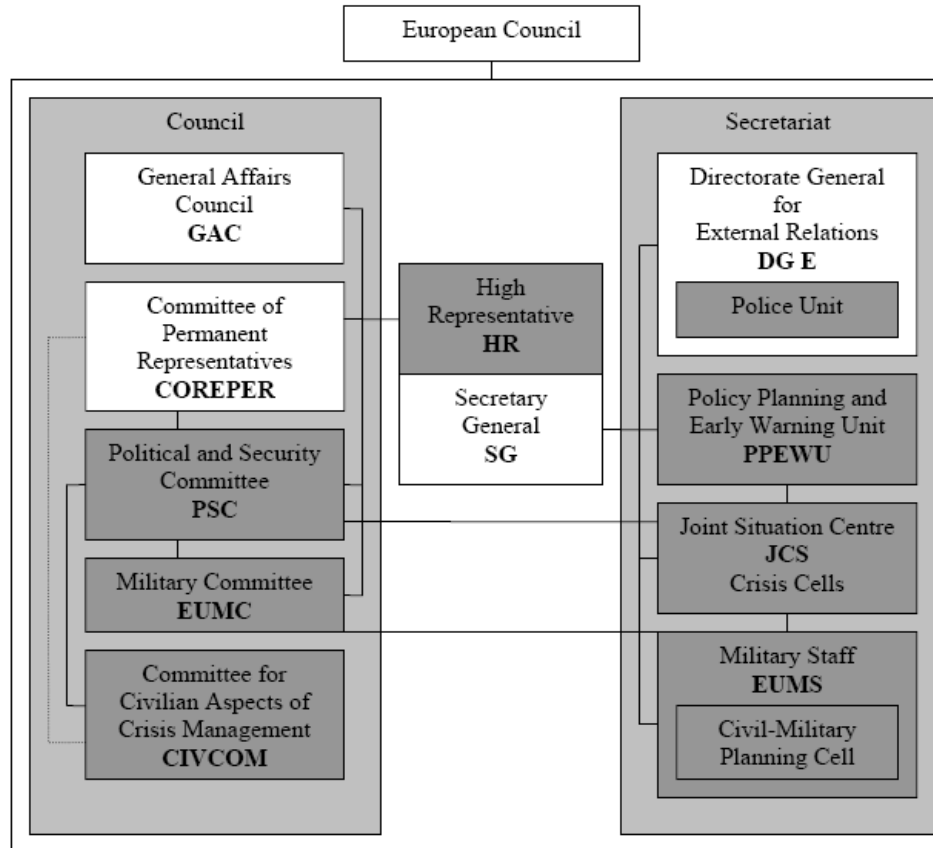 European Council
Council
General Affairs
Council
GAC
Committee of
Permanent
Representatives
COREPER
Political and Security
Committee
PSC
Military Committee
EUMC
Committee for
Civilian Aspects of
Crisis Management
CIVCOM
High
Representative
HR
Secretary
General
SG
Secretariat
Directorate General
for
External Relations
DG E
Police Unit
Policy Planning and
Early Warning Unit
PPEWU
Joint Situation Centre
JCS
Crisis Cells
Military Staff
EUMS
Civil-Military
Planning Cell